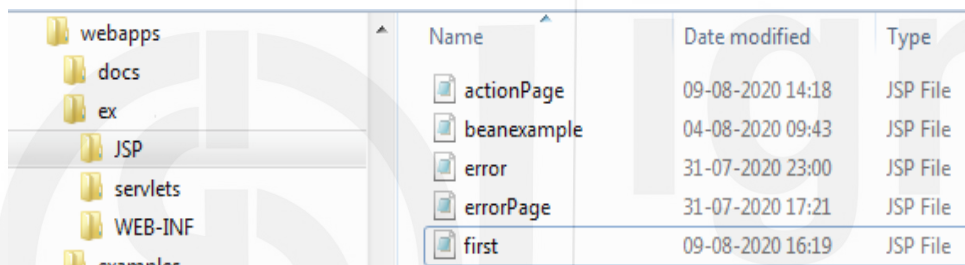 webapps
docs
ex
JSP
servlets
WEB-INF
examples
Name Date modified Type
actionPage 09-08-2020 14:18 JSP File
beanexample 04-08-2020 09:43 JSP File
error 31-07-2020 23:00 JSP File
errorPage 31-07-2020 17:21 JSP File
first 09-08-2020 16:19 JSP File